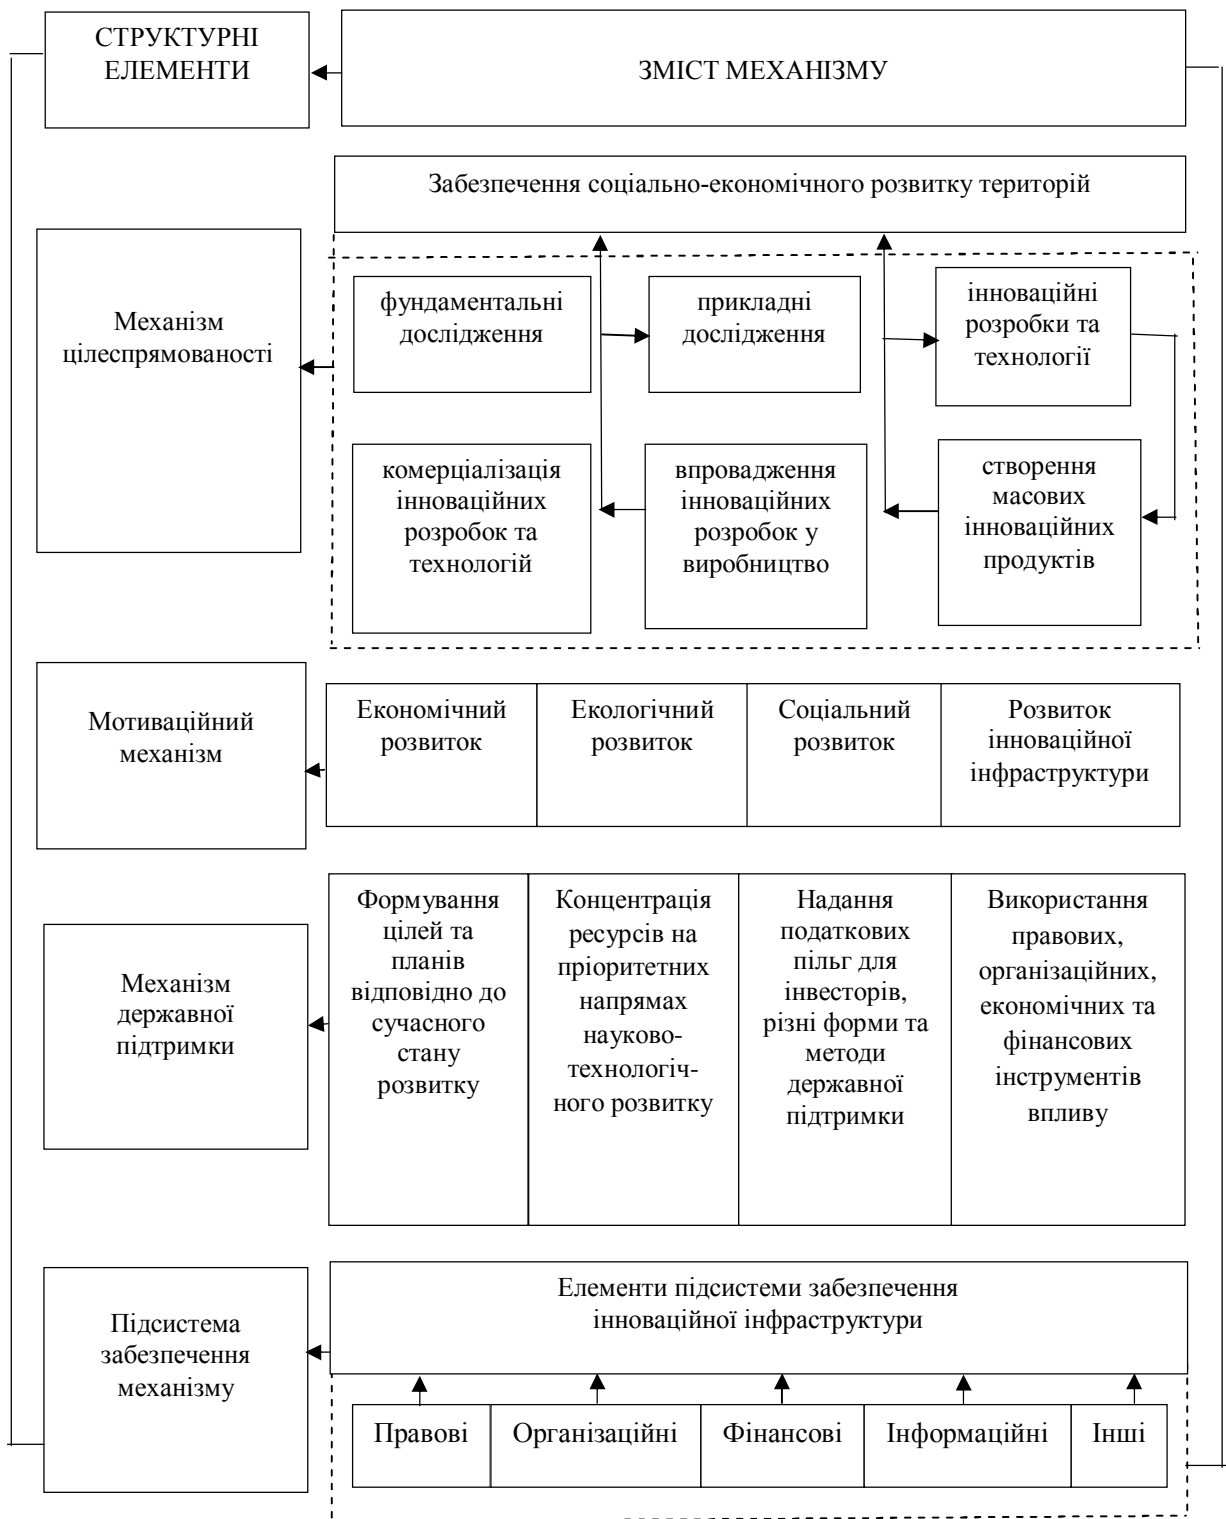 СТРУКТУРНІ
ЕЛЕМЕНТИ
ЗМІСТ МЕХАНІЗМУ
Забезпечення соціально-економічного розвитку територій
Механізм
цілеспрямованості
фундаментальні
дослідження
прикладні
дослідження
інноваційні
розробки та
технології
комерціалізація
інноваційних
розробок та
технологій
впровадження
інноваційних
розробок у
виробництво
створення
масових
інноваційних
продуктів
Мотиваційний
механізм
Економічний
розвиток
Екологічний
розвиток
Соціальний
розвиток
Розвиток
інноваційної
інфраструктури
Механізм
державної
підтримки
Формування
цілей та
планів
відповідно до
сучасного
стану
розвитку
Концентрація
ресурсів на
пріоритетних
напрямах
науково-
технологіч-
ного розвитку
Надання
податкових
пільг для
інвесторів,
різні форми та
методи
державної
підтримки
Використання
правових,
організаційних,
економічних та
фінансових
інструментів
впливу
Підсистема
забезпечення
механізму
Елементи підсистеми забезпечення
інноваційної інфраструктури
Правові
Організаційні
Фінансові
Інформаційні
Інші